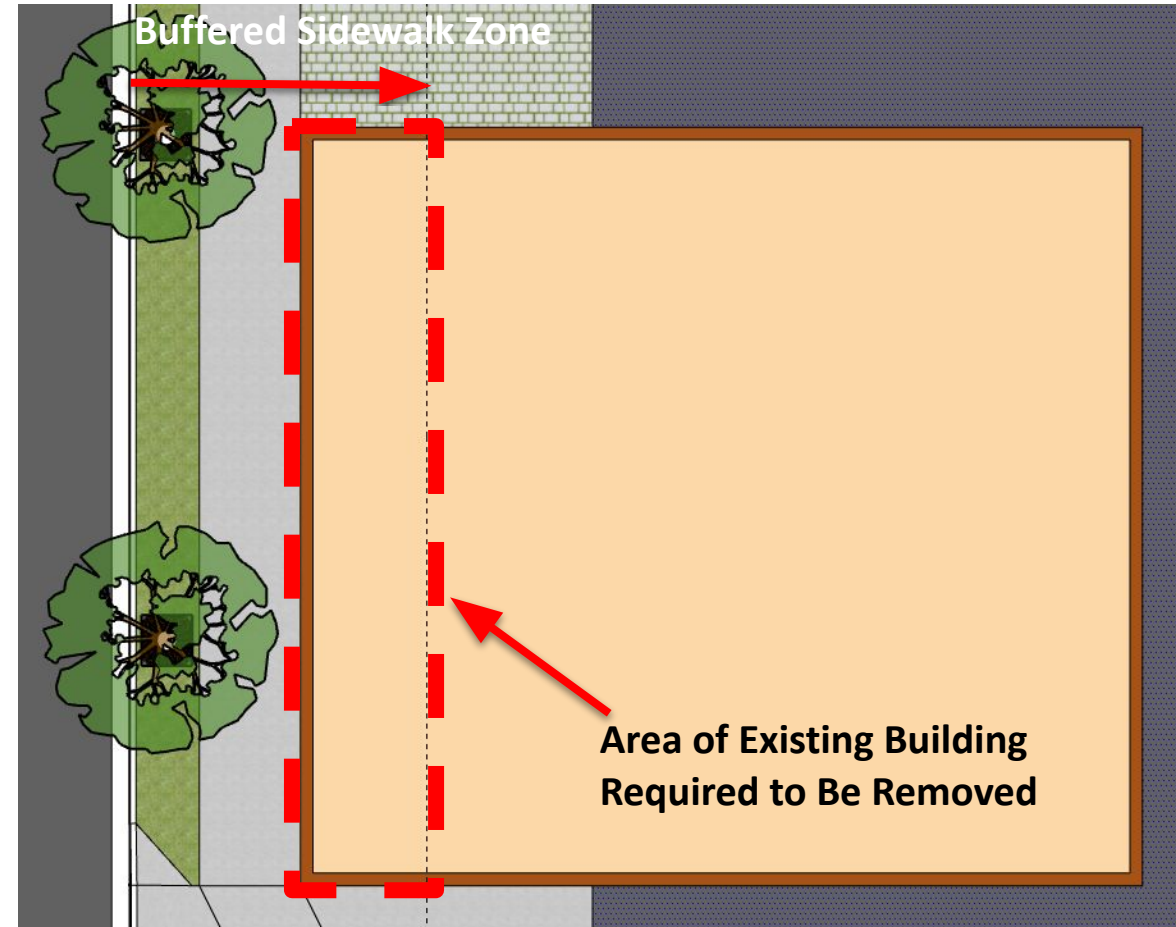 Buffered Sidewalk Zone
Area of Existing Building
Required to Be Removed